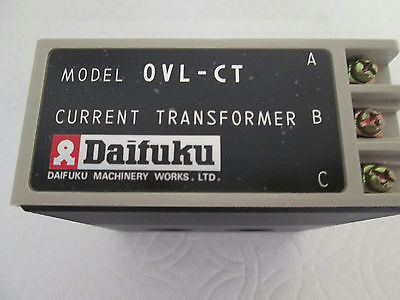 MODEL OVL-CT A
CURRENT TRANSFORMER B
Daifuku
DAIFUKU MACHINERY WORKS. LTD. C